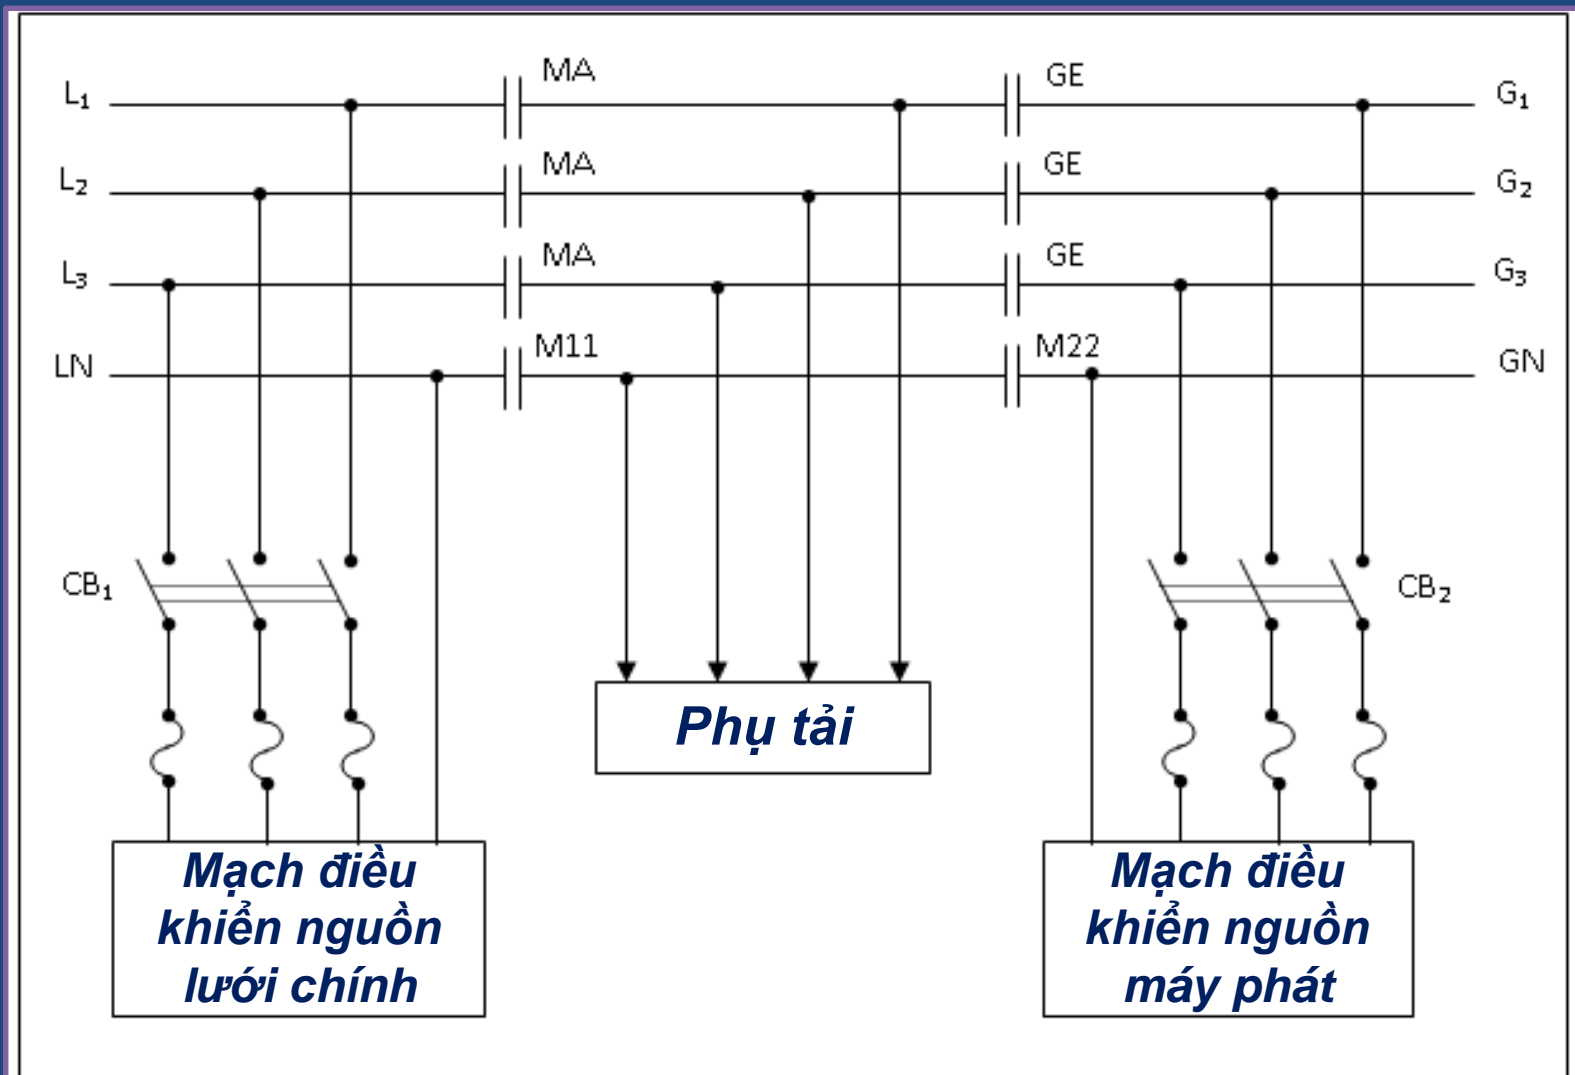 L₁ MA GE G₁
L₂ MA GE G₂
L₃ MA GE G₃
LN M11 M22 GN
CB₁ CB₂
Phụ tải
Mạch điều
khiển nguồn
lưới chính
Mạch điều
khiển nguồn
máy phát